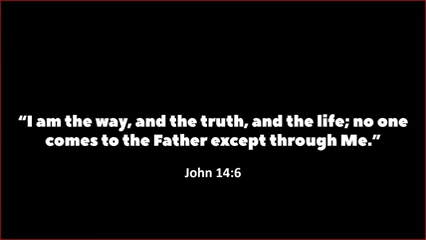 “I am the way, and the truth, and the life; no one
comes to the Father except through Me.”
John 14:6